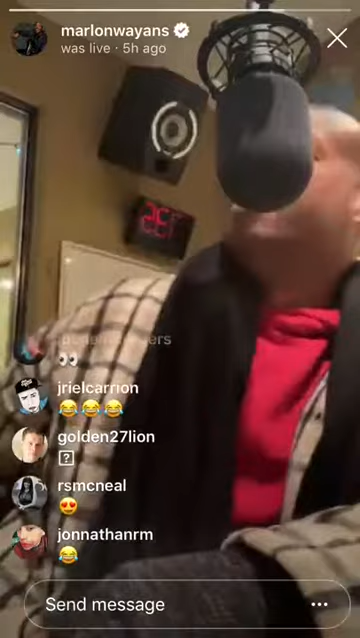 marlonwayans
was live · 5h ago
jrielcarrion
😂😂😂
golden27lion
rsmcneal
😍
jonnathanrm
😂
Send message